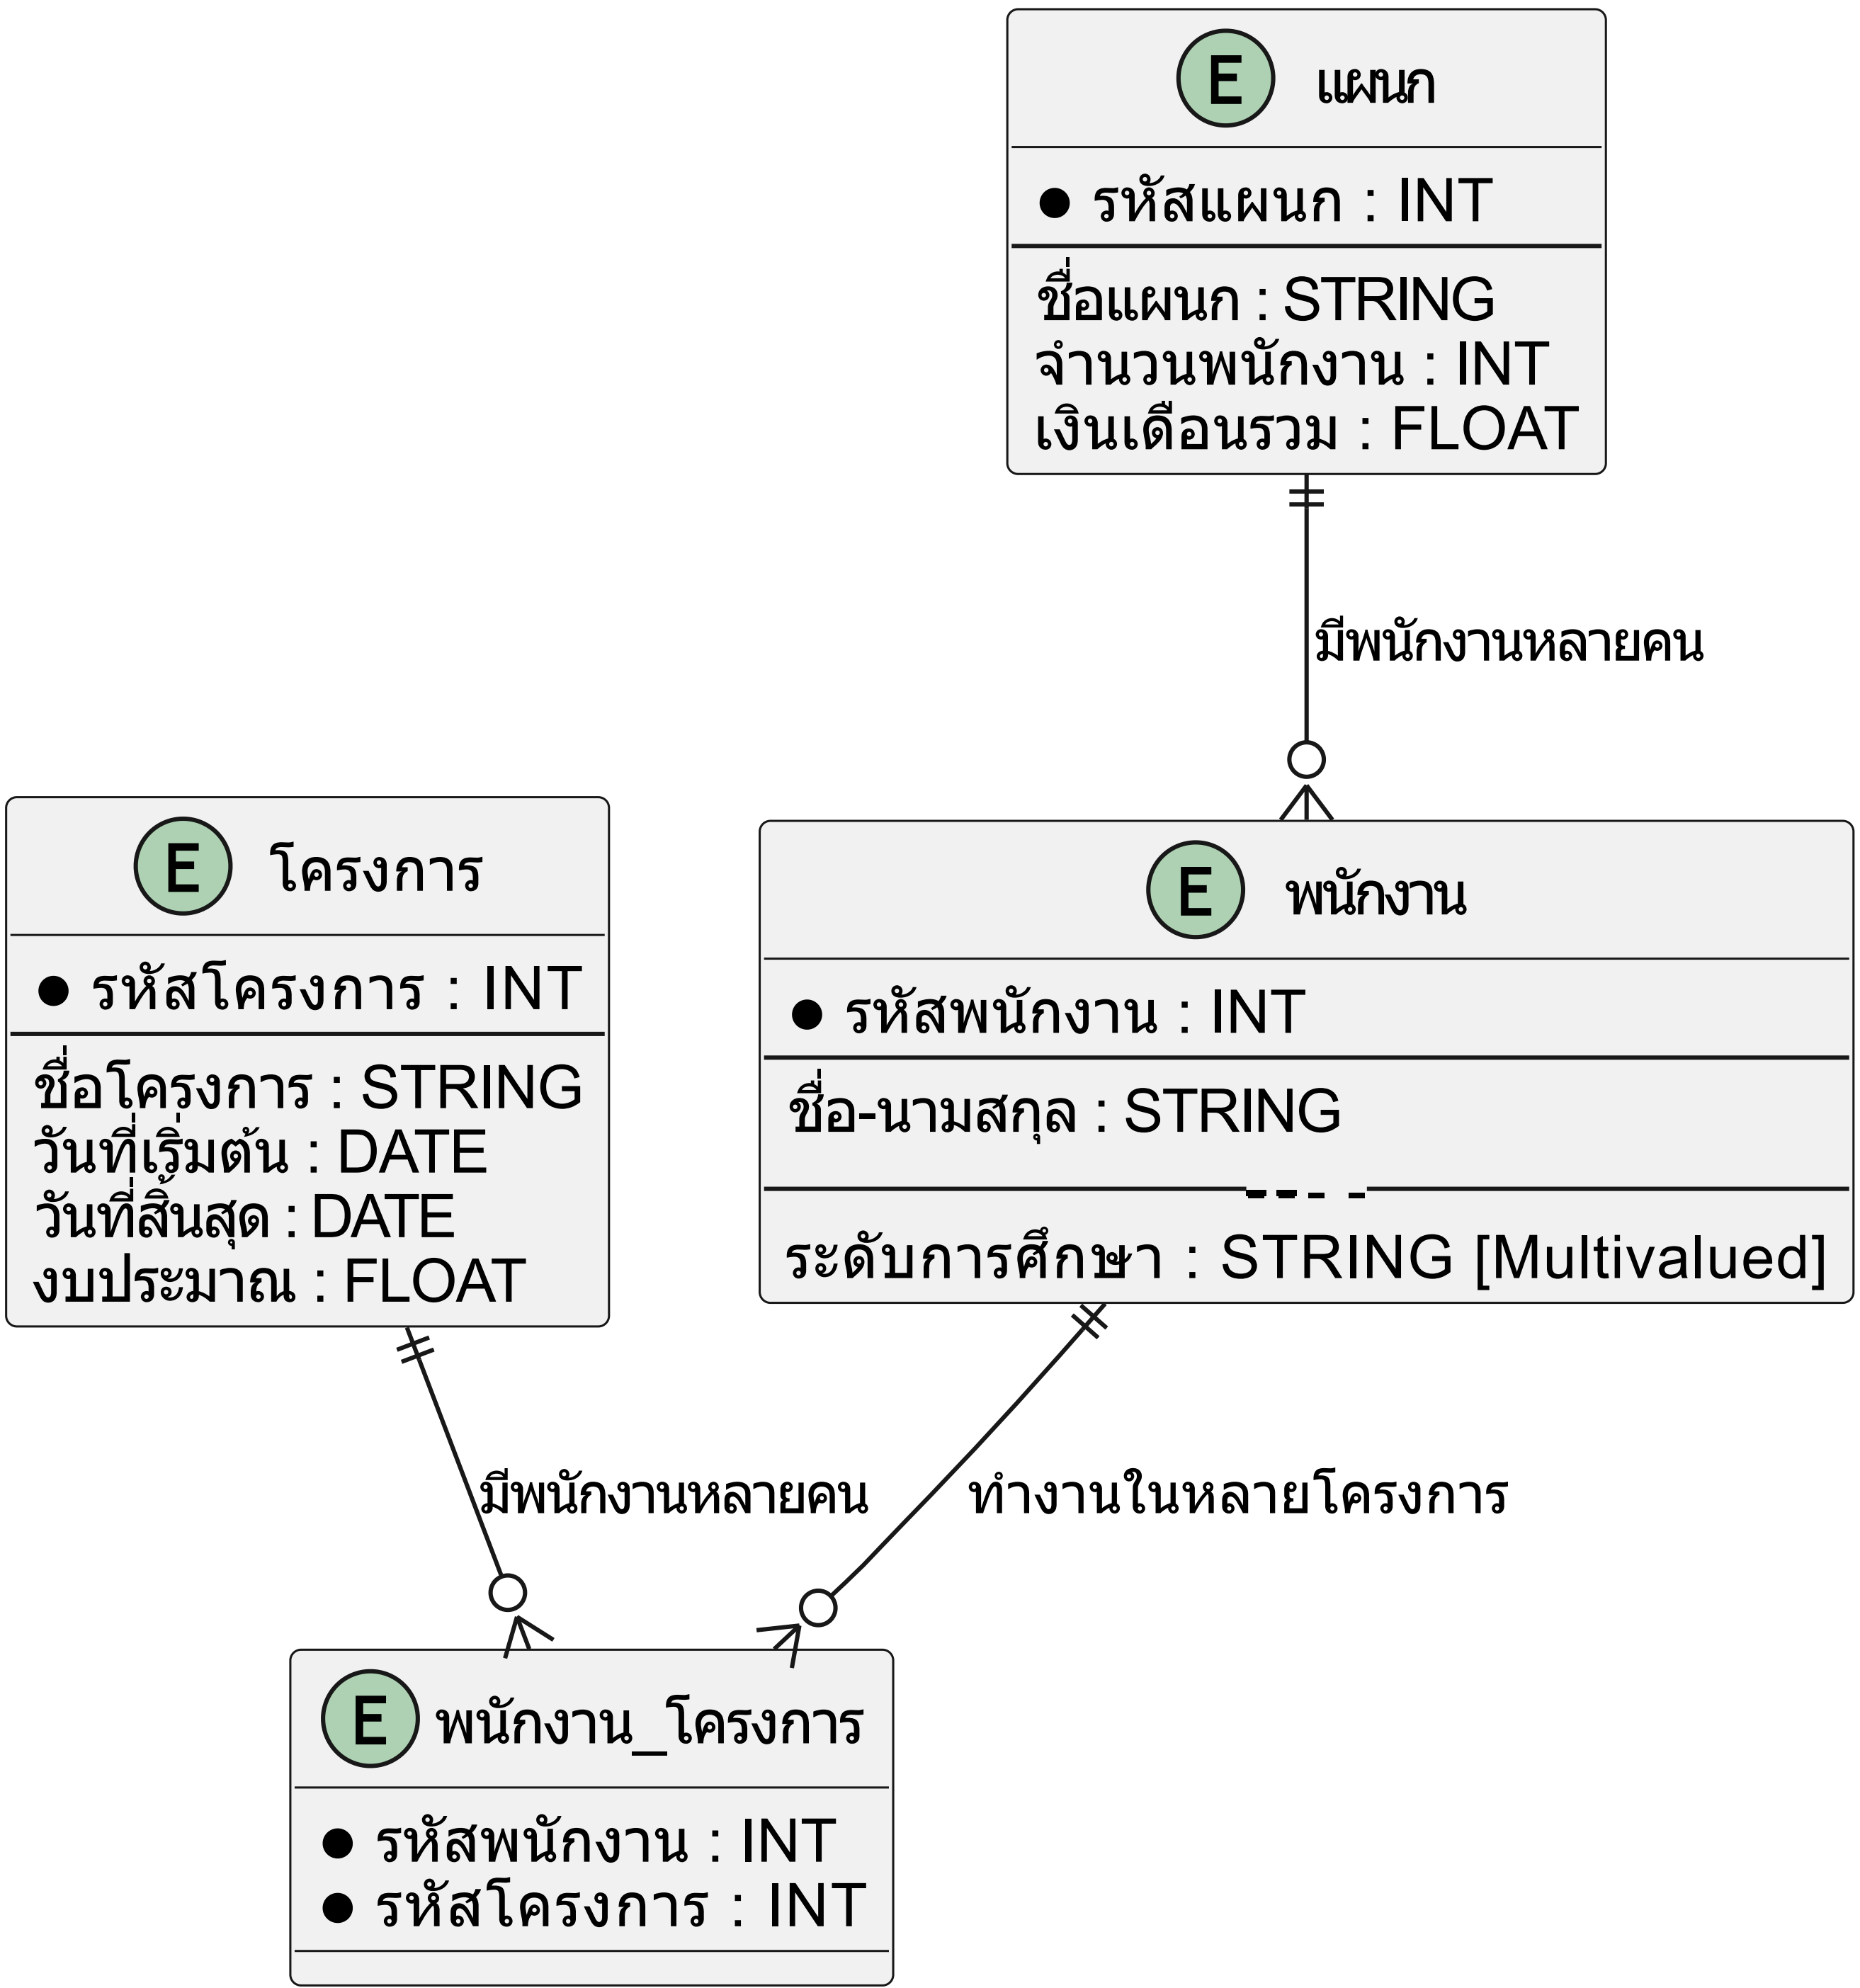 E แผนก
รหัสแผนก : INT
ชื่อแผนก : STRING
จำนวนพนักงาน : INT
เงินเดือนรวม : FLOAT
มีพนักงานหลายคน
E โครงการ
รหัสโครงการ : INT
ชื่อโครงการ : STRING
วันที่เริ่มต้น : DATE
วันที่สิ้นสุด : DATE
งบประมาณ : FLOAT
E พนักงาน
รหัสพนักงาน : INT
ชื่อ-นามสกุล : STRING
ระดับการศึกษา : STRING [Multivalued]
มีพนักงานหลายคน
ทำงานในหลายโครงการ
E พนักงาน_โครงการ
รหัสพนักงาน : INT
รหัสโครงการ : INT